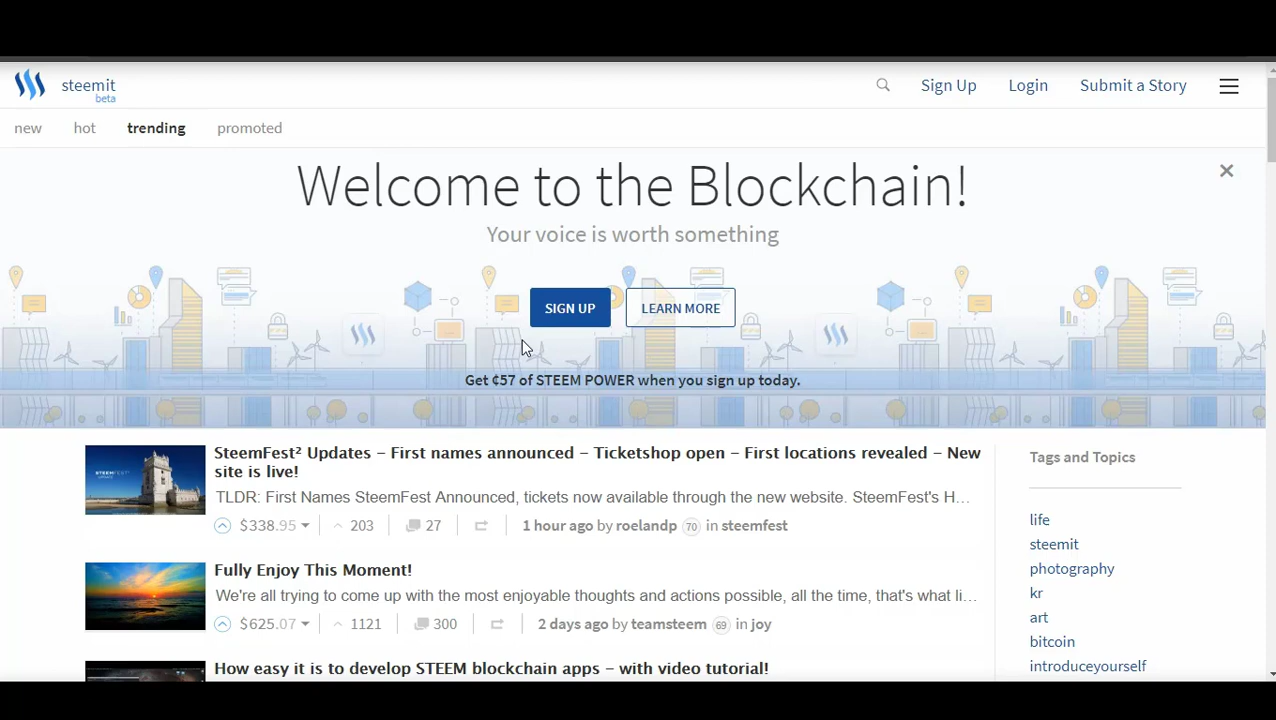 steemit
beta
Sign Up
Login
Submit a Story
new
hot
trending
promoted
Welcome to the Blockchain!
Your voice is worth something
SIGN UP
LEARN MORE
Get ¢57 of STEEM POWER when you sign up today.
SteemFest² Updates – First names announced – Ticketshop open – First locations revealed – New
site is live!
TLDR: First Names SteemFest Announced, tickets now available through the new website. SteemFest's H…
$338.95 203 27 1 hour ago by roelandp 70 in steemfest
Fully Enjoy This Moment!
We're all trying to come up with the most enjoyable thoughts and actions possible, all the time, that's what li…
$625.07 1121 300 2 days ago by teamsteem 69 in joy
How easy it is to develop STEEM blockchain apps – with video tutorial!
Tags and Topics
life
steemit
photography
kr
art
bitcoin
introduceyourself